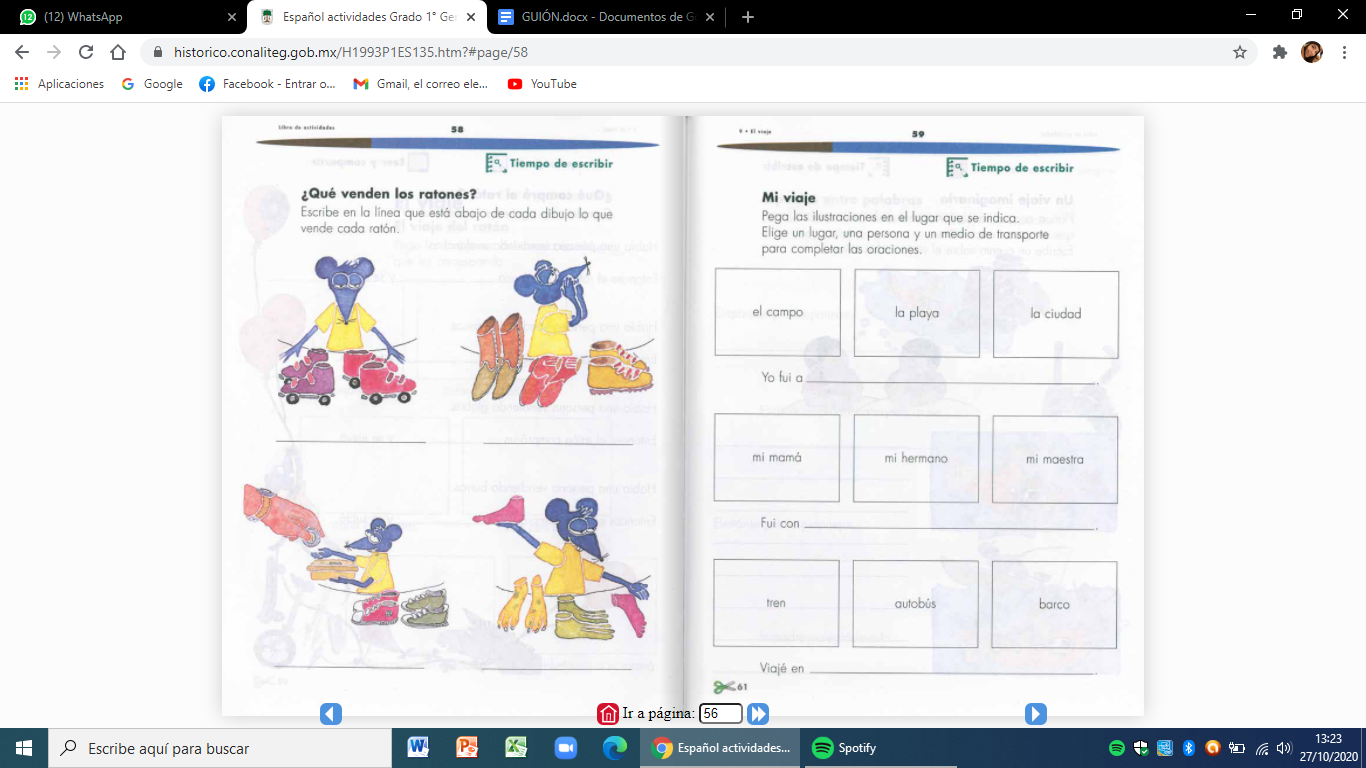 (12) WhatsApp
Español actividades Grado 1° Ger
GUIÓN.docx - Documentos de G
historico.conaliteg.gob.mx/H1993P1ES135.htm?#page/58
Aplicaciones
Google
Facebook - Entrar o...
Gmail, el correo ele...
YouTube
Libro de actividades
58
Tiempo de escribir
¿Qué venden los ratones?
Escribe en la línea que está abajo de cada dibujo lo que
vende cada ratón.
9 • El viaje
59
Tiempo de escribir
Mi viaje
Pega las ilustraciones en el lugar que se indica.
Elige un lugar, una persona y un medio de transporte
para completar las oraciones.
el campo
la playa
la ciudad
Yo fui a
mi mamá
mi hermano
mi maestra
Fui con
tren
autobús
barco
Viajé en
61
Ir a página: 56
Escribe aquí para buscar
Español actividades...
Spotify
13:23
27/10/2020